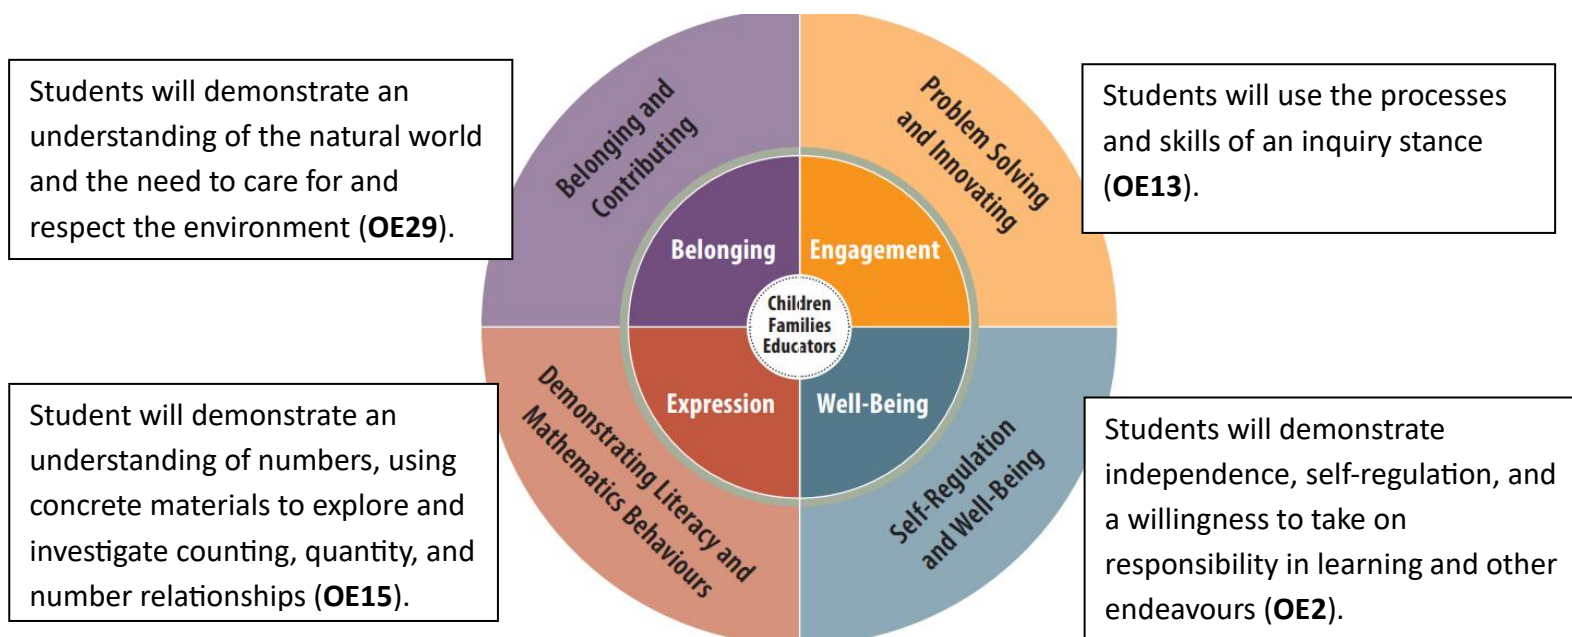 Students will demonstrate an
understanding of the natural world
and the need to care for and
respect the environment (OE29).
Belonging and
Contributing
Problem Solving
and Innovating
Students will use the processes
and skills of an inquiry stance
(OE13).
Belonging
Engagement
Children
Families
Educators
Expression
Well-Being
Student will demonstrate an
understanding of numbers, using
concrete materials to explore and
investigate counting, quantity, and
number relationships (OE15).
Demonstrating Literacy and
Mathematics Behaviours
Self-Regulation
and Well-Being
Students will demonstrate
independence, self-regulation, and
a willingness to take on
responsibility in learning and other
endeavours (OE2).